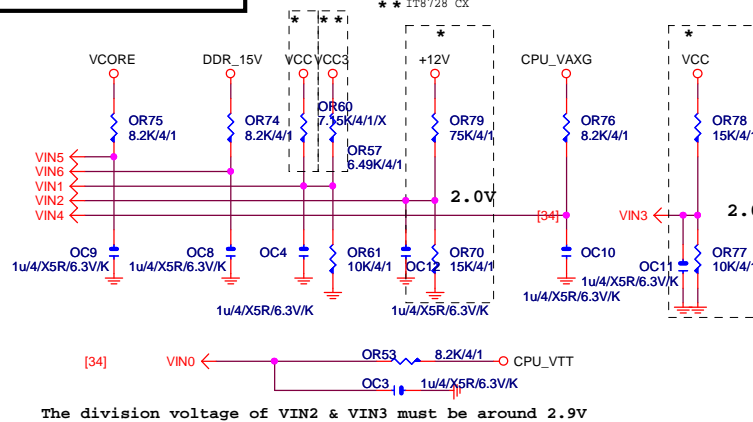 ** IT8728 CX
* ** * *
VCORE DDR_15V VCC VCC3 +12V CPU_VAXG VCC
OR60
OR75 OR74 7.15K/4/1/X OR79 OR76 OR78
8.2K/4/1 8.2K/4/1 75K/4/1 8.2K/4/1 15K/4/1
OR57
6.49K/4/1
VIN5
VIN6
VIN1
VIN2 2.0V
VIN4 [34] VIN3 2.0
OC9 OC8 OC4 OR61 OC12 OR70 OC10 OC11 OR77
1u/4/X5R/6.3V/K 1u/4/X5R/6.3V/K 10K/4/1 15K/4/1 1u/4/X5R/6.3V/K 10K/4/1
1u/4/X5R/6.3V/K 1u/4/X5R/6.3V/K 1u/4/X5R/6.3V/K
[34] VIN0 OR53 8.2K/4/1 CPU_VTT
OC3 1u/4/X5R/6.3V/K
The division voltage of VIN2 & VIN3 must be around 2.9V